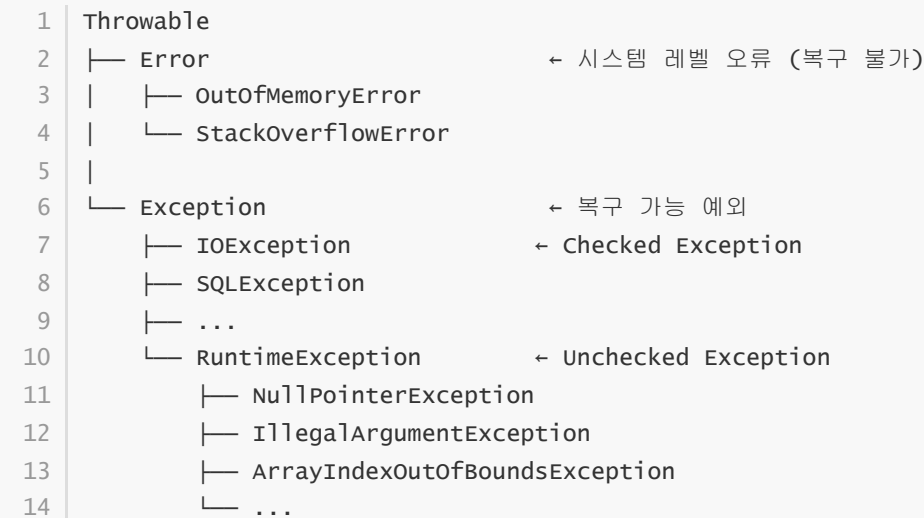 1 Throwable
2 ├── Error ← 시스템 레벨 오류 (복구 불가)
3 │   ├── OutOfMemoryError
4 │   └── StackOverflowError
5 │
6 └── Exception ← 복구 가능 예외
7     ├── IOException ← Checked Exception
8     ├── SQLException
9     ├── ...
10     └── RuntimeException ← Unchecked Exception
11         ├── NullPointerException
12         ├── IllegalArgumentException
13         ├── ArrayIndexOutOfBoundsException
14         └── ...